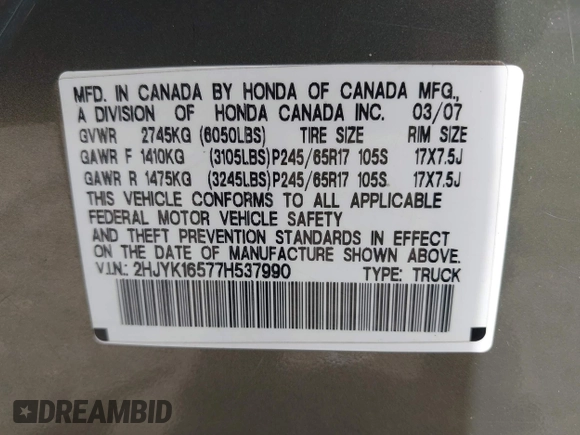 MFD. IN CANADA BY HONDA OF CANADA MFG.,
A DIVISION OF HONDA CANADA INC. 03/07
GVWR 2745KG (6050LBS) TIRE SIZE RIM SIZE
GAWR F 1410KG (3105LBS) P245/65R17 105S 17X7.5J
GAWR R 1475KG (3245LBS) P245/65R17 105S 17X7.5J
THIS VEHICLE CONFORMS TO ALL APPLICABLE
FEDERAL MOTOR VEHICLE SAFETY
AND THEFT PREVENTION STANDARDS IN EFFECT
ON THE DATE OF MANUFACTURE SHOWN ABOVE.
V.I.N.: 2HJYK16577H537990 TYPE: TRUCK
DREAMBID